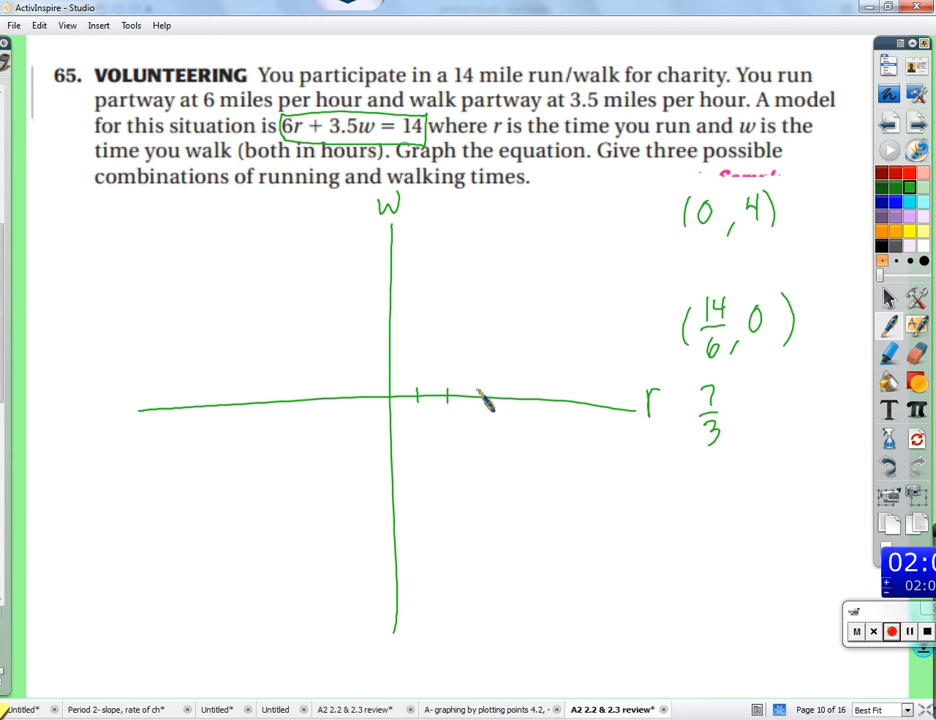 ActivInspire - Studio
File Edit View Insert Tools Help
65. VOLUNTEERING You participate in a 14 mile run/walk for charity. You run
partway at 6 miles per hour and walk partway at 3.5 miles per hour. A model
for this situation is 6r + 3.5w = 14 where r is the time you run and w is the
time you walk (both in hours). Graph the equation. Give three possible
combinations of running and walking times.
w
(0, 4)
(14/6, 0)
r
7/3
02:
02:0
M
Untitled* Period 2- slope, rate of ch* Untitled* Untitled A2 2.2 & 2.3 review* A- graphing by plotting points 4.2, A2 2.2 & 2.3 review* Page 10 of 16 Best Fit